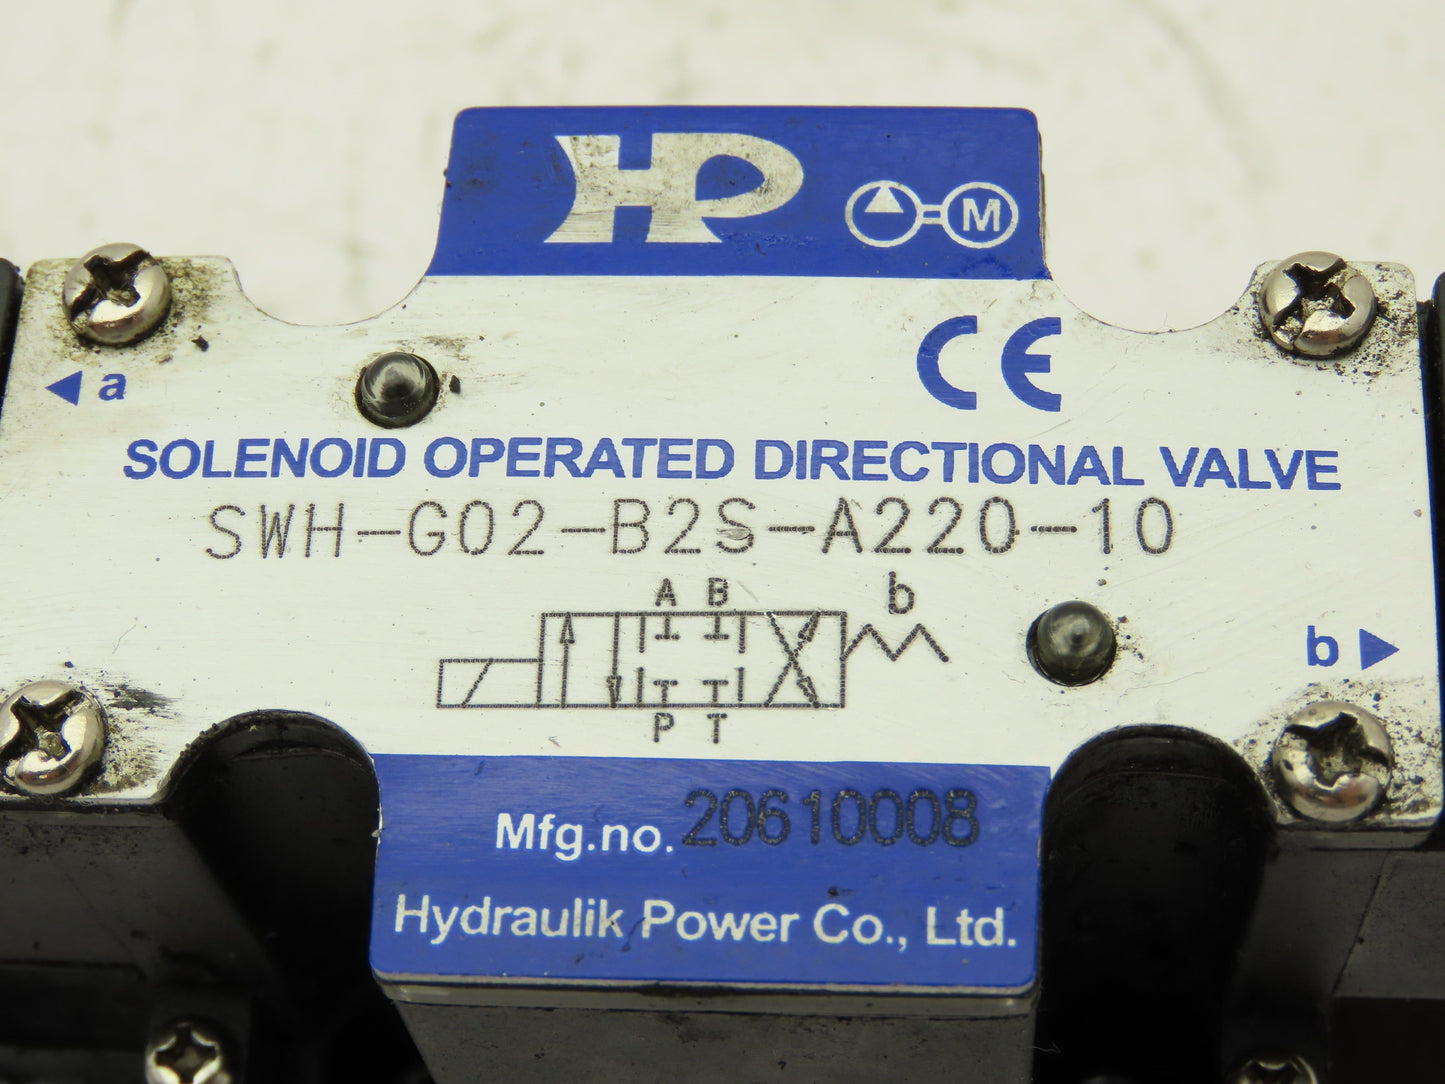 HP
M
CE
a
SOLENOID OPERATED DIRECTIONAL VALVE
SWH-G02-B2S-A220-10
A B b
b
P T
Mfg.no. 20610008
Hydraulik Power Co., Ltd.